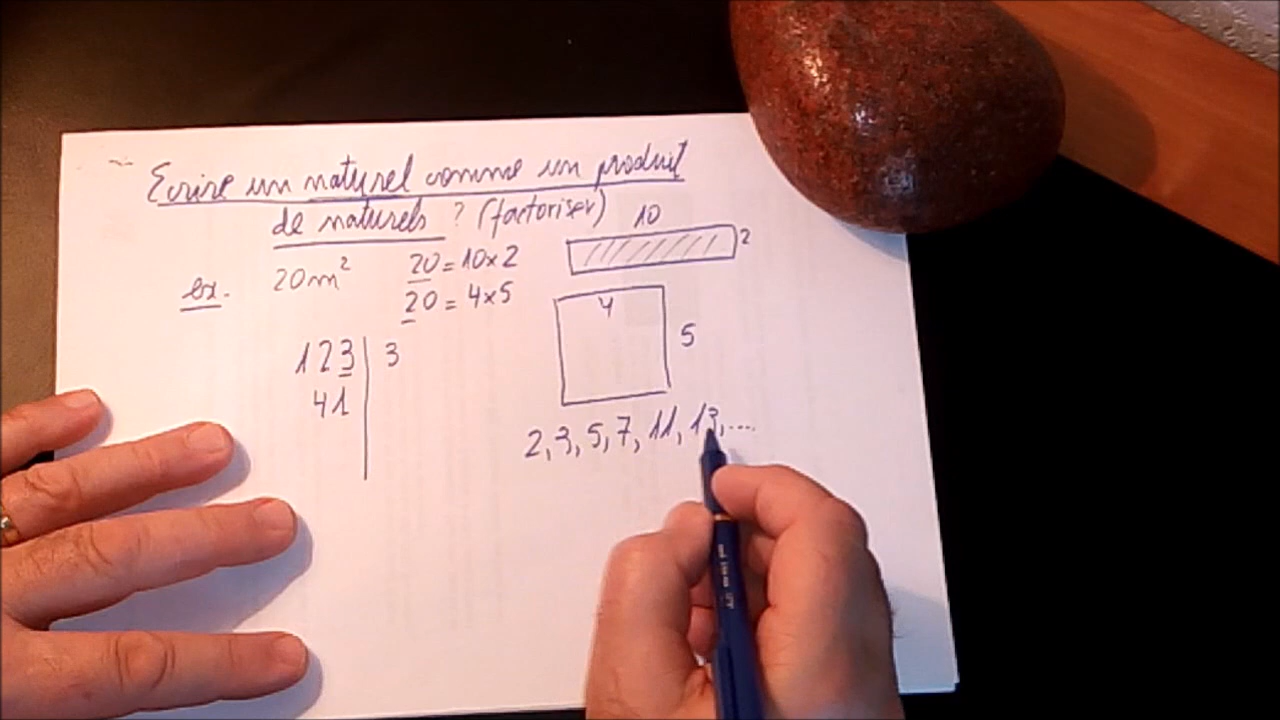 Ecrire un naturel comme un produit
de naturels ? (factoriser)
ex. 20m² 20 = 10 x 2
20 = 4 x 5
10
2
4
5
123 | 3
41
2, 3, 5, 7, 11, 13, ....